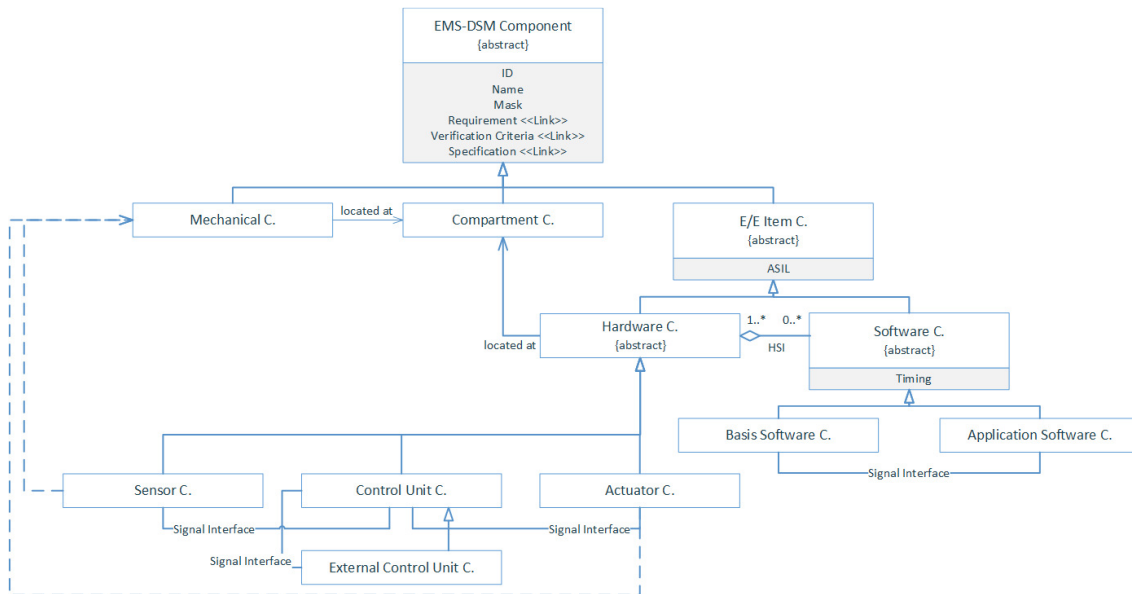 EMS-DSM Component
{abstract}
ID
Name
Mask
Requirement <<Link>>
Verification Criteria <<Link>>
Specification <<Link>>
Mechanical C.
located at
Compartment C.
E/E Item C.
{abstract}
ASIL
located at
Hardware C.
{abstract}
1..*
0..*
HSI
Software C.
{abstract}
Timing
Basis Software C.
Application Software C.
Signal Interface
Sensor C.
Control Unit C.
Actuator C.
Signal Interface
Signal Interface
Signal Interface
External Control Unit C.